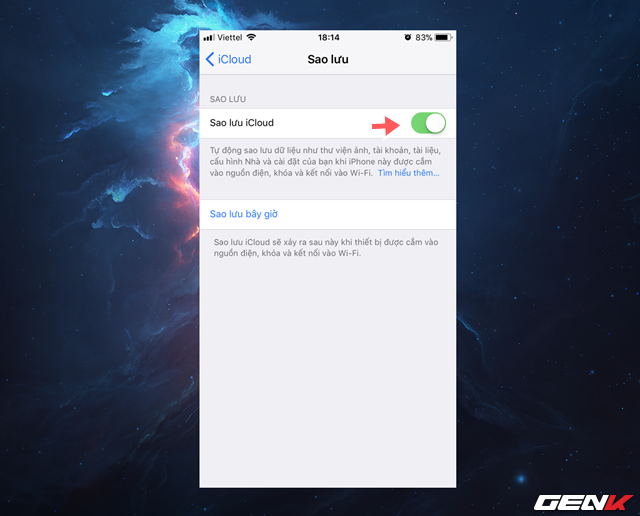 Viettel 18:14 83%
iCloud Sao lưu
SAO LƯU
Sao lưu iCloud
Tự động sao lưu dữ liệu như thư viện ảnh, tài khoản, tài liệu,
cấu hình Nhà và cài đặt của bạn khi iPhone này được cắm
vào nguồn điện, khóa và kết nối vào Wi-Fi. Tìm hiểu thêm...
Sao lưu bây giờ
Sao lưu iCloud sẽ xảy ra sau này khi thiết bị được cắm vào
nguồn điện, khóa và kết nối vào Wi-Fi.
GENK